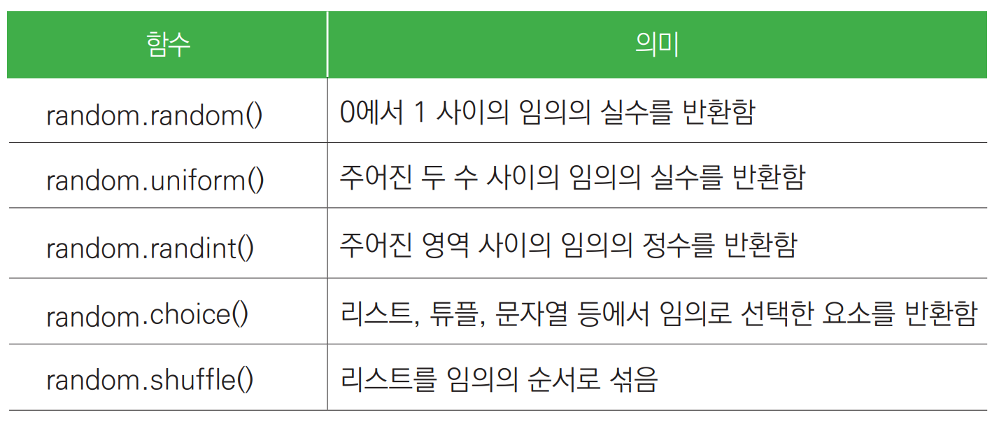 함수 의미
random.random() 0에서 1 사이의 임의의 실수를 반환함
random.uniform() 주어진 두 수 사이의 임의의 실수를 반환함
random.randint() 주어진 영역 사이의 임의의 정수를 반환함
random.choice() 리스트, 튜플, 문자열 등에서 임의로 선택한 요소를 반환함
random.shuffle() 리스트를 임의의 순서로 섞음